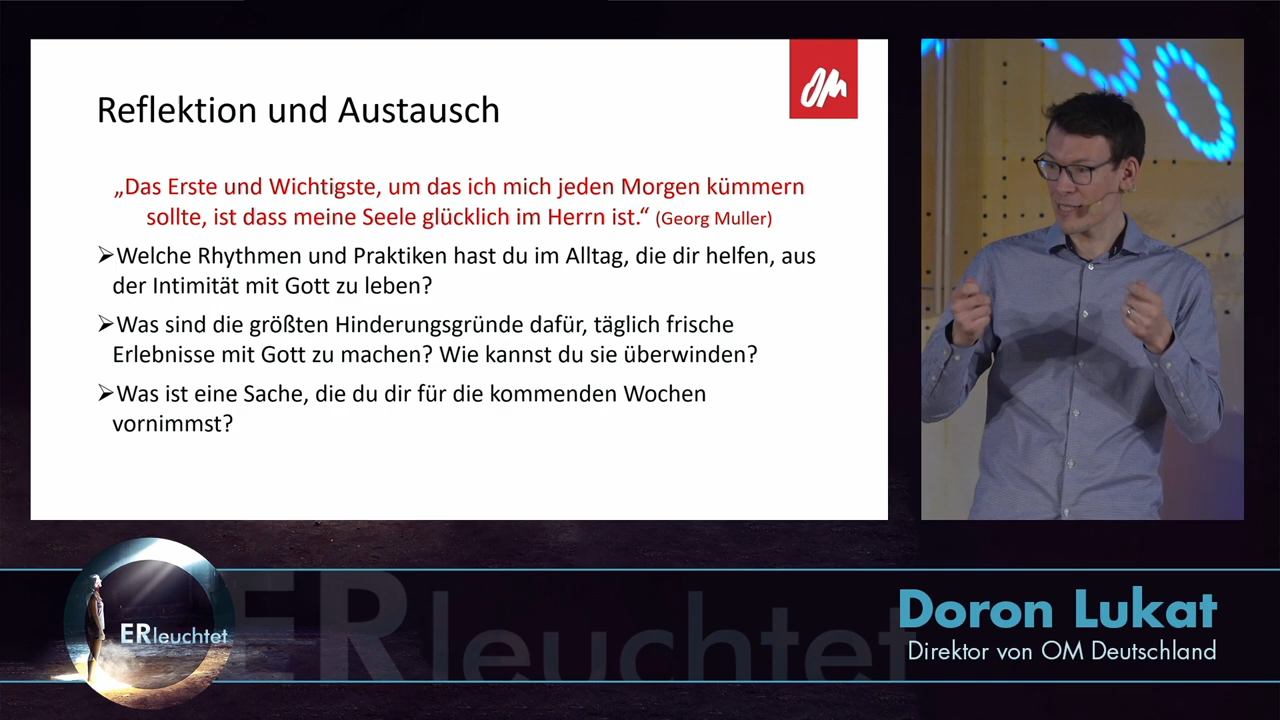 OM
Reflektion und Austausch
„Das Erste und Wichtigste, um das ich mich jeden Morgen kümmern
sollte, ist dass meine Seele glücklich im Herrn ist.“ (Georg Muller)
➢Welche Rhythmen und Praktiken hast du im Alltag, die dir helfen, aus
der Intimität mit Gott zu leben?
➢Was sind die größten Hinderungsgründe dafür, täglich frische
Erlebnisse mit Gott zu machen? Wie kannst du sie überwinden?
➢Was ist eine Sache, die du dir für die kommenden Wochen
vornimmst?
ERleuchtet
ERleuchtet
Doron Lukat
Direktor von OM Deutschland